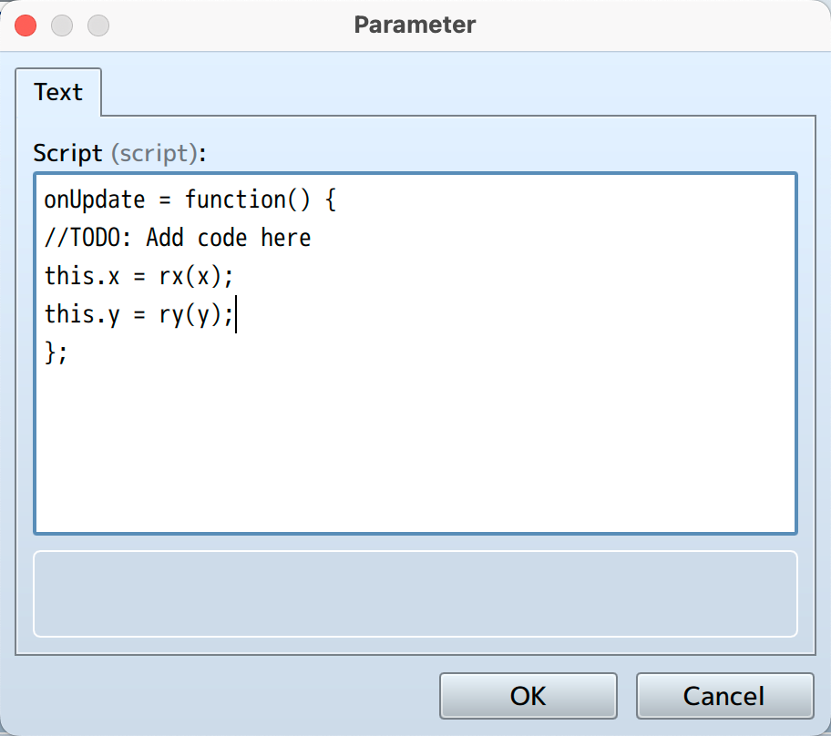 Parameter
Text
Script (script):
onUpdate = function() {
//TODO: Add code here
this.x = rx(x);
this.y = ry(y);
};
OK
Cancel